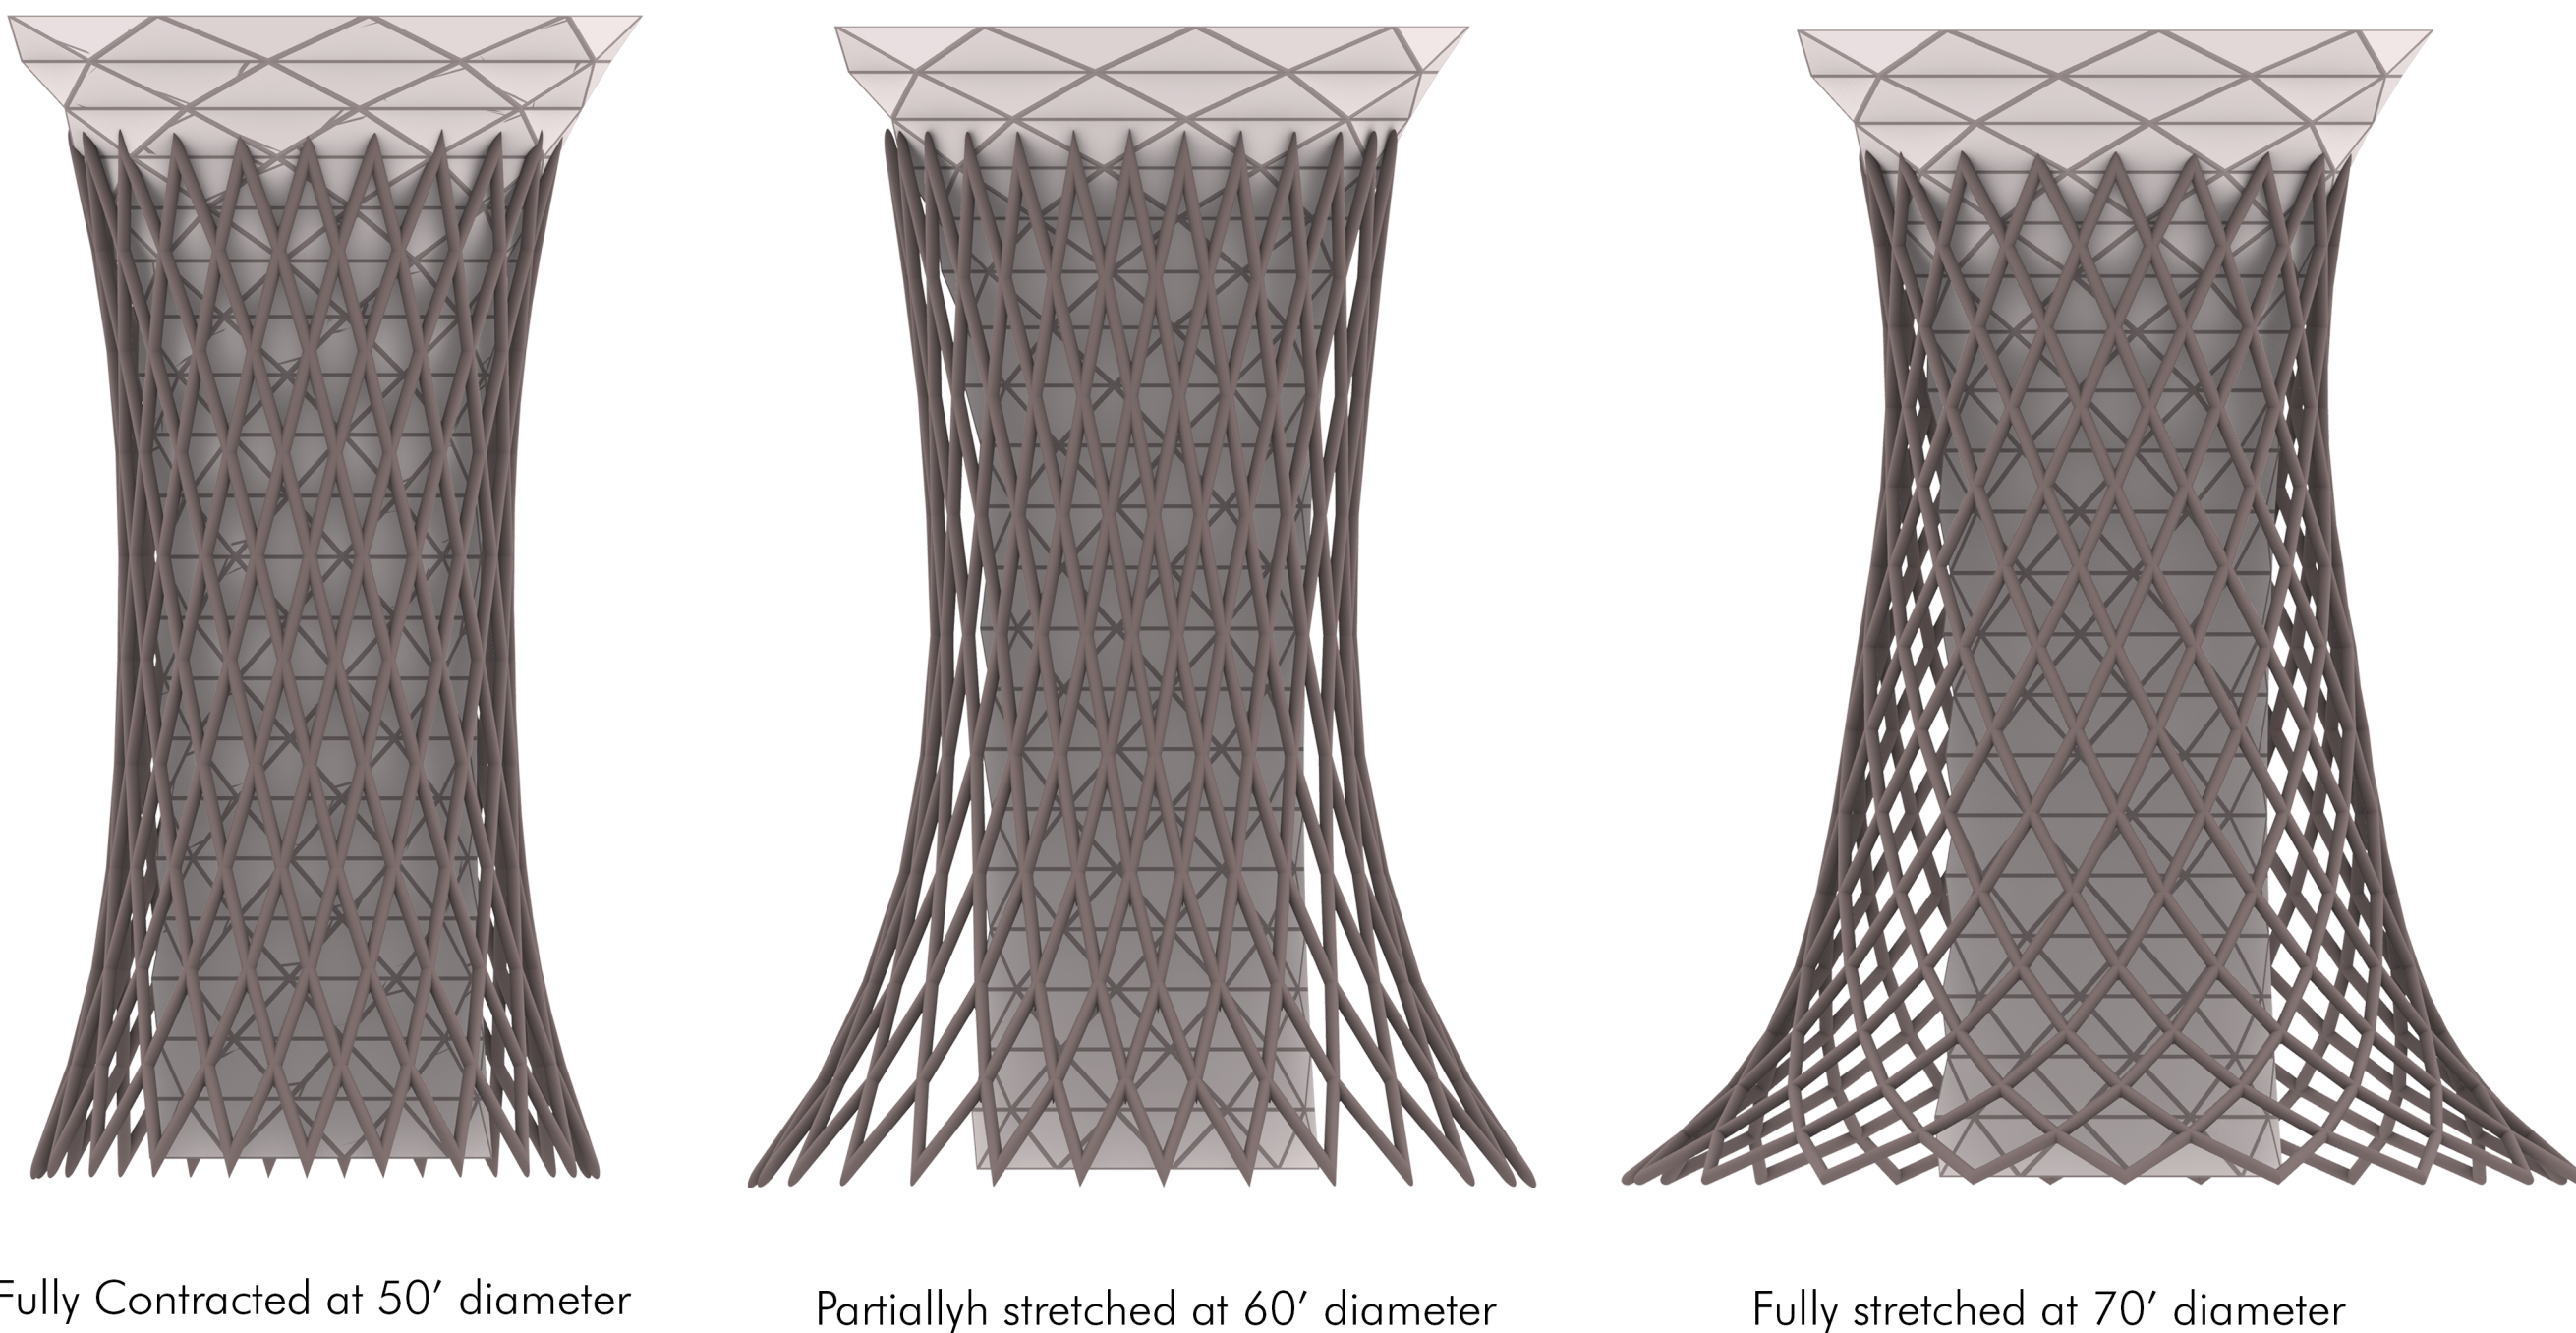 Fully Contracted at 50’ diameter
Partiallyh stretched at 60’ diameter
Fully stretched at 70’ diameter